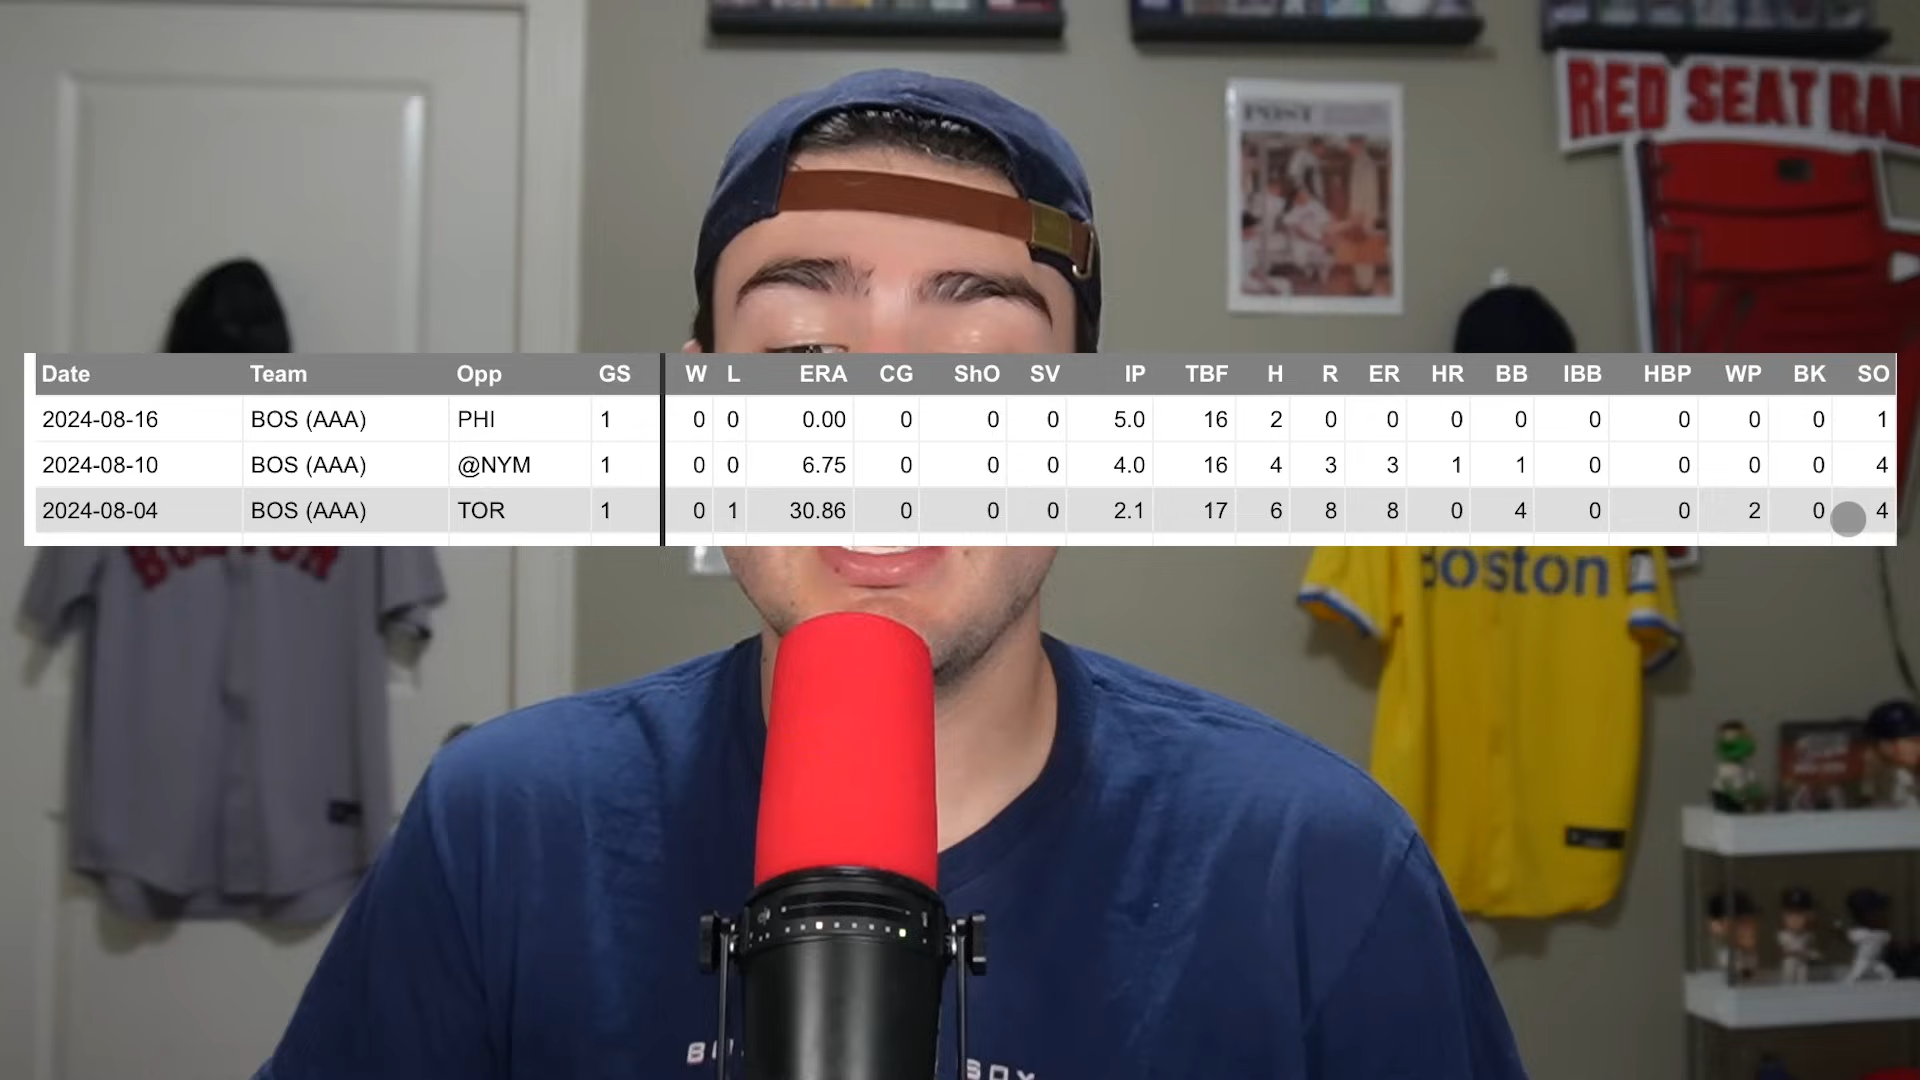 POST
RED SEAT RAD
Date Team Opp GS W L ERA CG ShO SV IP TBF H R ER HR BB IBB HBP WP BK SO
2024-08-16 BOS (AAA) PHI 1 0 0 0.00 0 0 0 5.0 16 2 0 0 0 0 0 0 0 0 1
2024-08-10 BOS (AAA) @NYM 1 0 0 6.75 0 0 0 4.0 16 4 3 3 1 1 0 0 0 0 4
2024-08-04 BOS (AAA) TOR 1 0 1 30.86 0 0 0 2.1 17 6 8 8 0 4 0 0 2 0 4
BOSTON
Boston
SOX